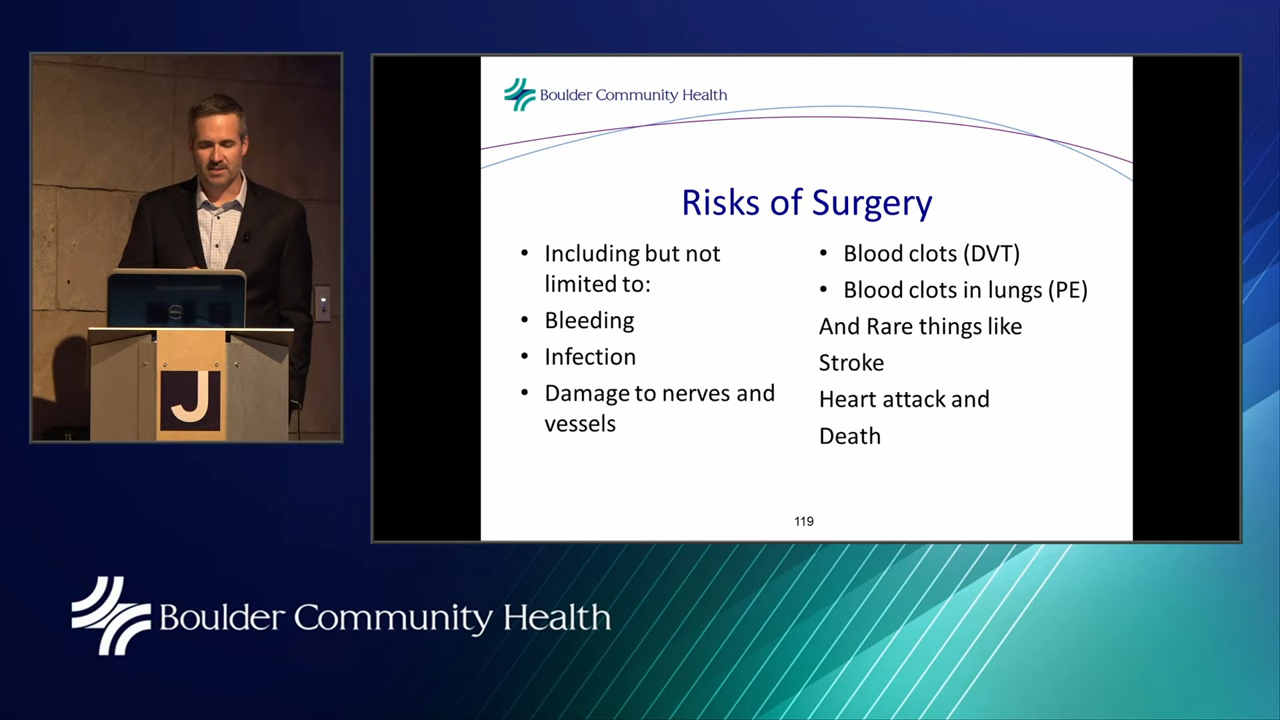 Boulder Community Health
Risks of Surgery
• Including but not
limited to:
• Bleeding
• Infection
• Damage to nerves and
vessels
• Blood clots (DVT)
• Blood clots in lungs (PE)
And Rare things like
Stroke
Heart attack and
Death
119
DELL
J
Boulder Community Health